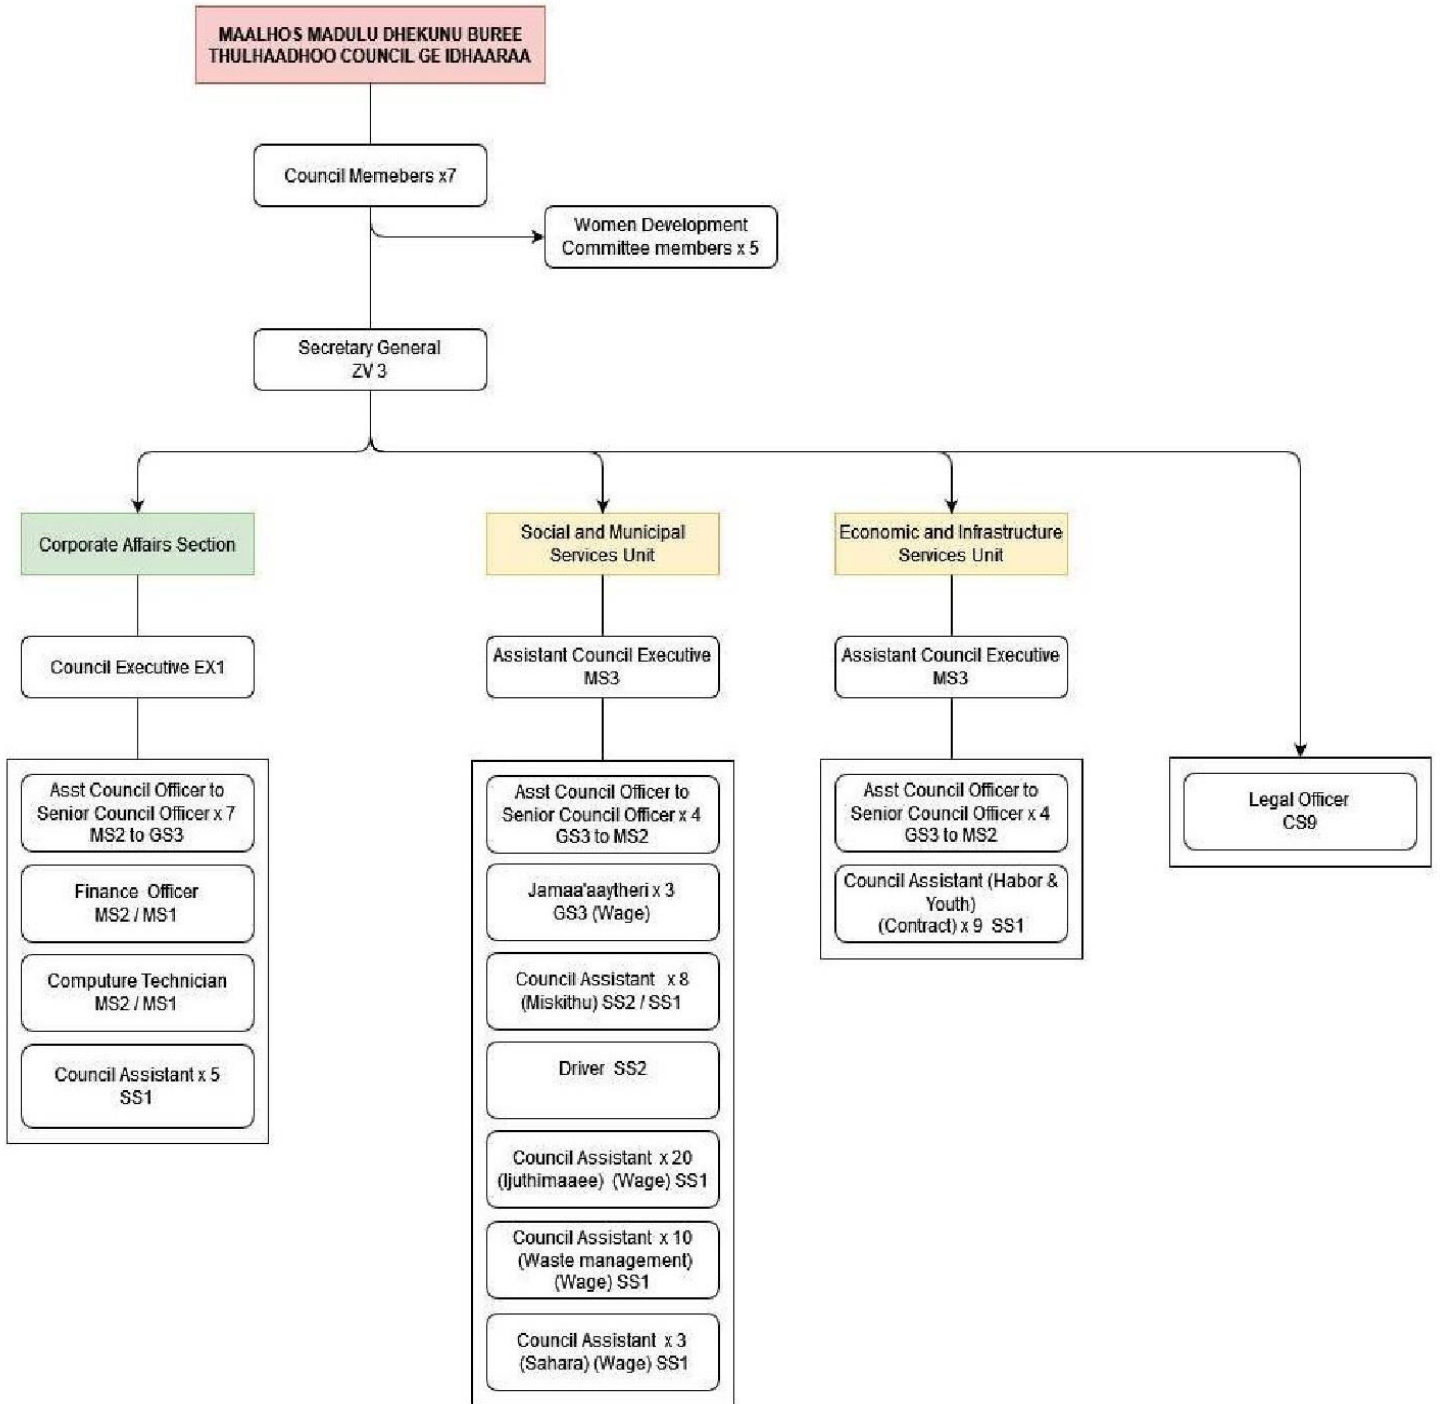 MAALHOS MADULU DHEKUNU BUREE
THULHAADHOO COUNCIL GE IDHAARAA
Council Memebers x7
Women Development
Committee members x 5
Secretary General
ZV 3
Corporate Affairs Section
Social and Municipal
Services Unit
Economic and Infrastructure
Services Unit
Council Executive EX1
Assistant Council Executive
MS3
Assistant Council Executive
MS3
Asst Council Officer to
Senior Council Officer x 7
MS2 to GS3
Finance Officer
MS2 / MS1
Computure Technician
MS2 / MS1
Council Assistant x 5
SS1
Asst Council Officer to
Senior Council Officer x 4
GS3 to MS2
Jamaa'aaytheri x 3
GS3 (Wage)
Council Assistant x 8
(Miskithu) SS2 / SS1
Driver SS2
Council Assistant x 20
(Ijuthimaaee) (Wage) SS1
Council Assistant x 10
(Waste management)
(Wage) SS1
Council Assistant x 3
(Sahara) (Wage) SS1
Asst Council Officer to
Senior Council Officer x 4
GS3 to MS2
Council Assistant (Habor &
Youth)
(Contract) x 9 SS1
Legal Officer
CS9